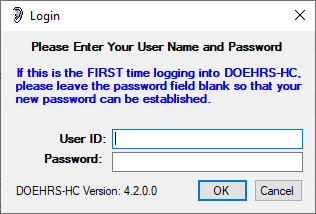 Login
Please Enter Your User Name and Password
If this is the FIRST time logging into DOEHRS-HC,
please leave the password field blank so that your
new password can be established.
User ID:
Password:
DOEHRS-HC Version: 4.2.0.0 OK Cancel